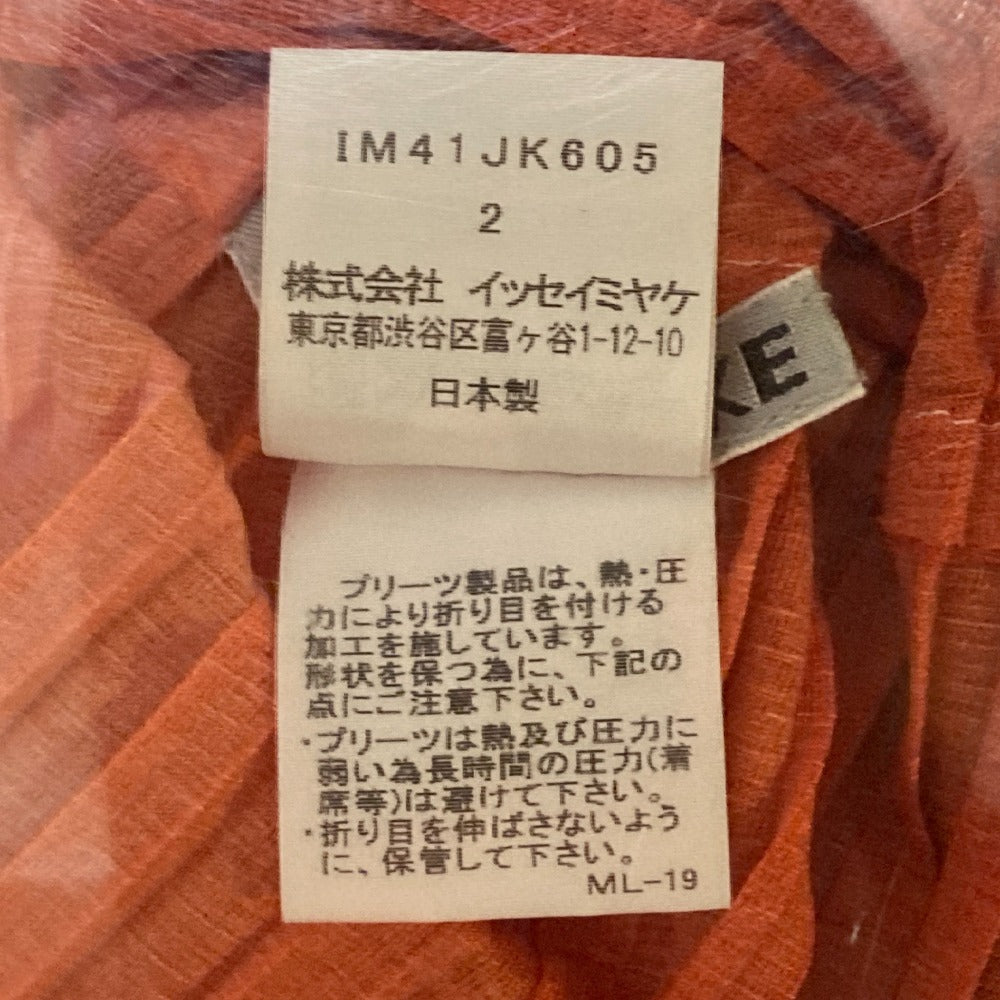 IM41JK605
2
株式会社 イッセイミヤケ
東京都渋谷区富ヶ谷1-12-10
日本製
KE
プリーツ製品は、熱・圧
力により折り目を付ける
加工を施しています。
形状を保つ為に、下記の
点にご注意下さい。
・プリーツは熱及び圧力に
弱い為長時間の圧力(着
席等)は避けて下さい。
・折り目を伸ばさないよう
に、保管して下さい。
ML-19